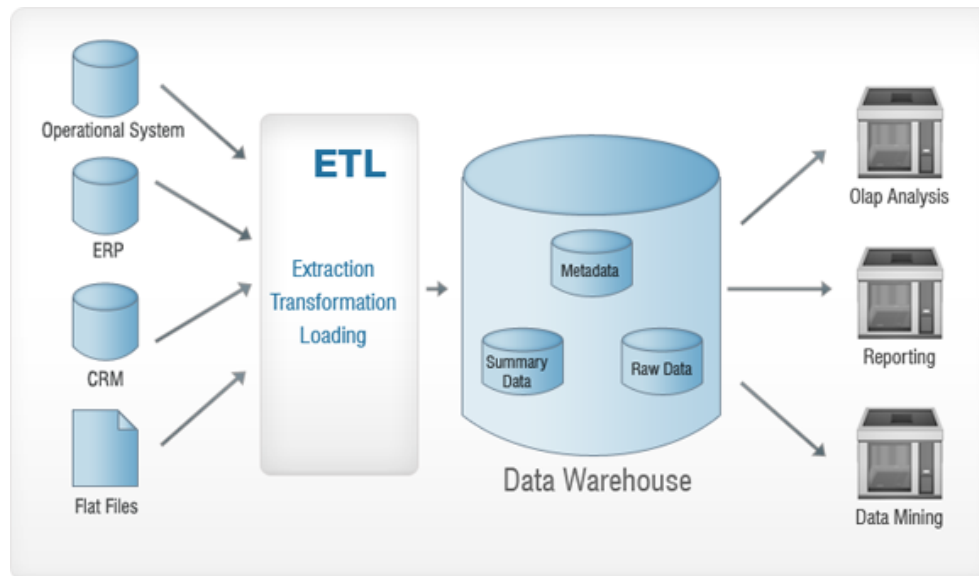 Operational System
ERP
CRM
Flat Files
ETL
Extraction
Transformation
Loading
Metadata
Summary
Data
Raw Data
Data Warehouse
Olap Analysis
Reporting
Data Mining